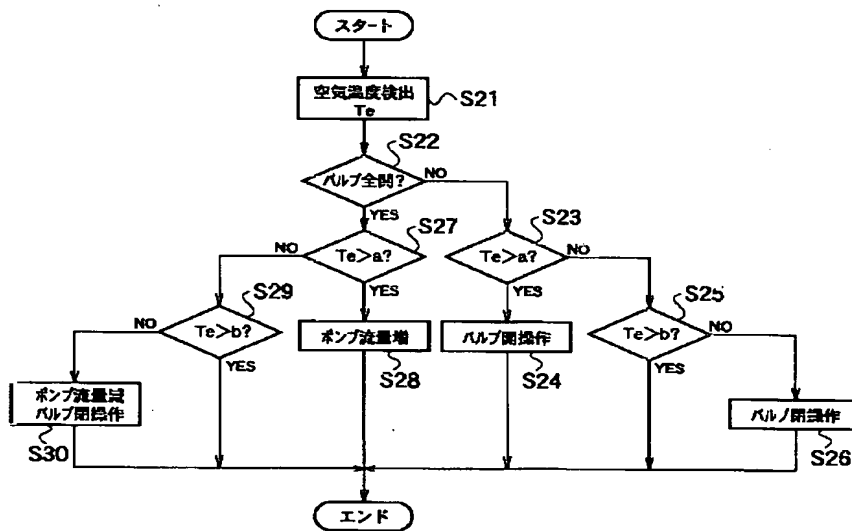 スタート
空気温度検出
Te
S21
S22
バルブ全開?
NO
YES
S27
S23
NO
Te>a?
YES
Te>a?
NO
YES
S29
S25
NO
Te>b?
YES
ポンプ流量増
S28
バルブ開操作
S24
Te>b?
NO
YES
ポンプ流量減
バルブ閉操作
S30
バルブ閉操作
S26
エンド